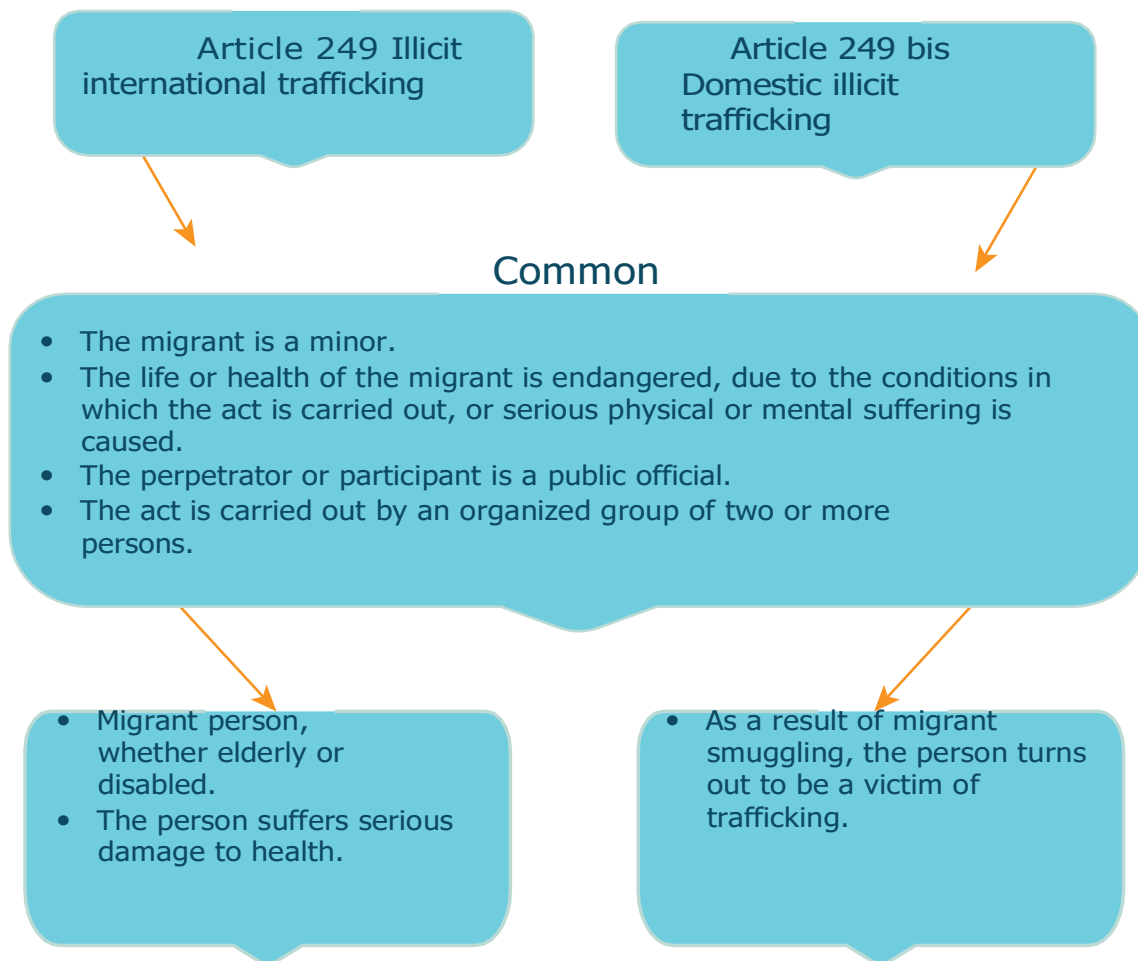 Article 249 Illicit
international trafficking
Article 249 bis
Domestic illicit
trafficking
Common
• The migrant is a minor.
• The life or health of the migrant is endangered, due to the conditions in
which the act is carried out, or serious physical or mental suffering is
caused.
• The perpetrator or participant is a public official.
• The act is carried out by an organized group of two or more
persons.
• Migrant person,
whether elderly or
disabled.
• The person suffers serious
damage to health.
• As a result of migrant
smuggling, the person turns
out to be a victim of
trafficking.